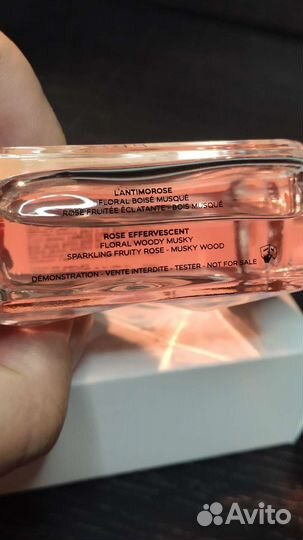 L'ANTIMOROSE
FLORAL BOISÉ MUSQUÉ
ROSE FRUITÉE ÉCLATANTE - BOIS MUSQUÉ
ROSE EFFERVESCENT
FLORAL WOODY MUSKY
SPARKLING FRUITY ROSE - MUSKY WOOD
DÉMONSTRATION - VENTE INTERDITE - TESTER - NOT FOR SALE
Avito